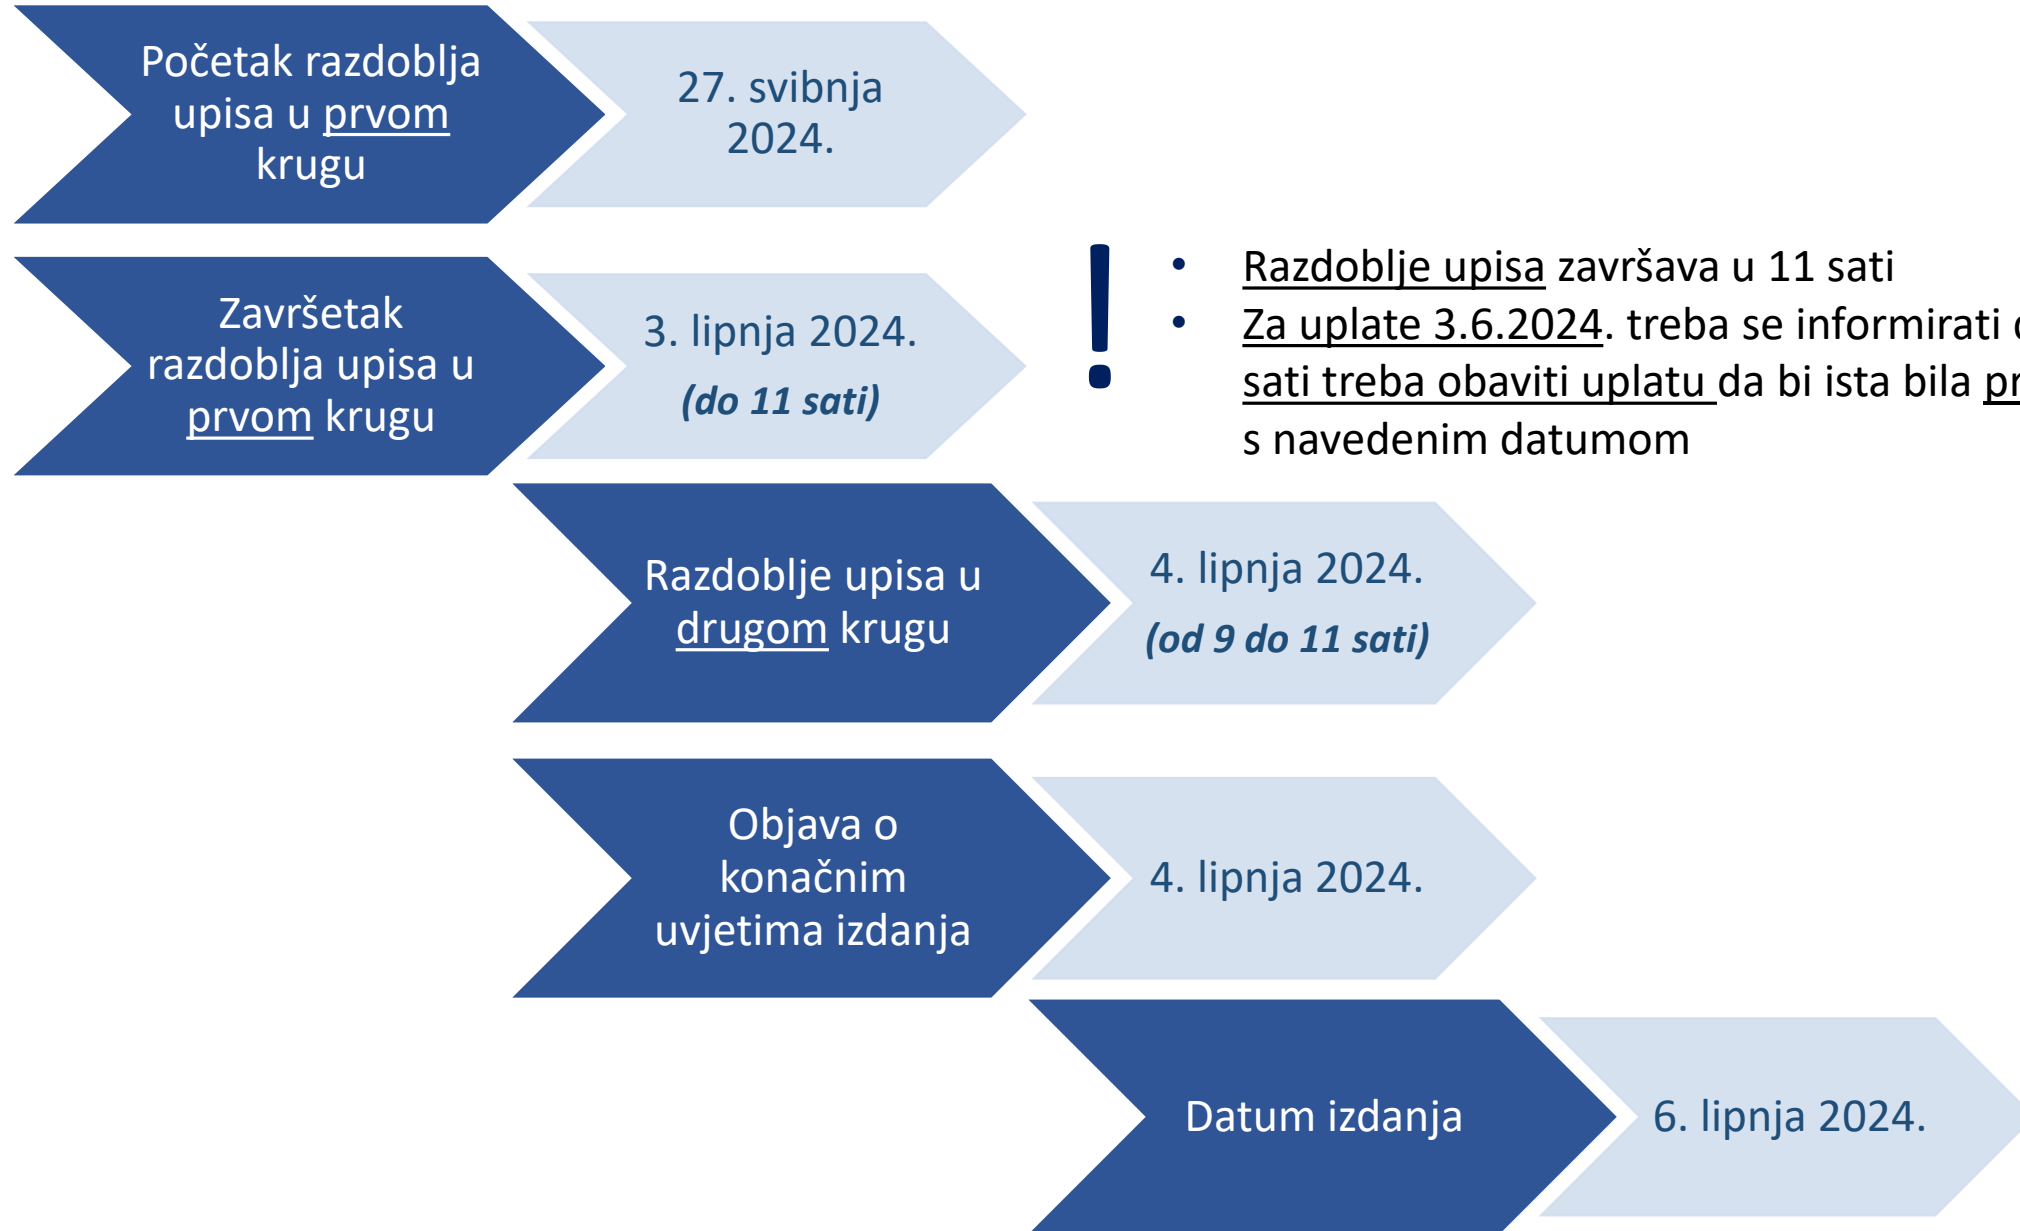 Početak razdoblja
upisa u prvom
krugu
27. svibnja
2024.
Završetak
razdoblja upisa u
prvom krugu
3. lipnja 2024.
(do 11 sati)
!
• Razdoblje upisa završava u 11 sati
• Za uplate 3.6.2024. treba se informirati
sati treba obaviti uplatu da bi ista bila
s navedenim datumom
Razdoblje upisa u
drugom krugu
4. lipnja 2024.
(od 9 do 11 sati)
Objava o
konačnim
uvjetima izdanja
4. lipnja 2024.
Datum izdanja
6. lipnja 2024.